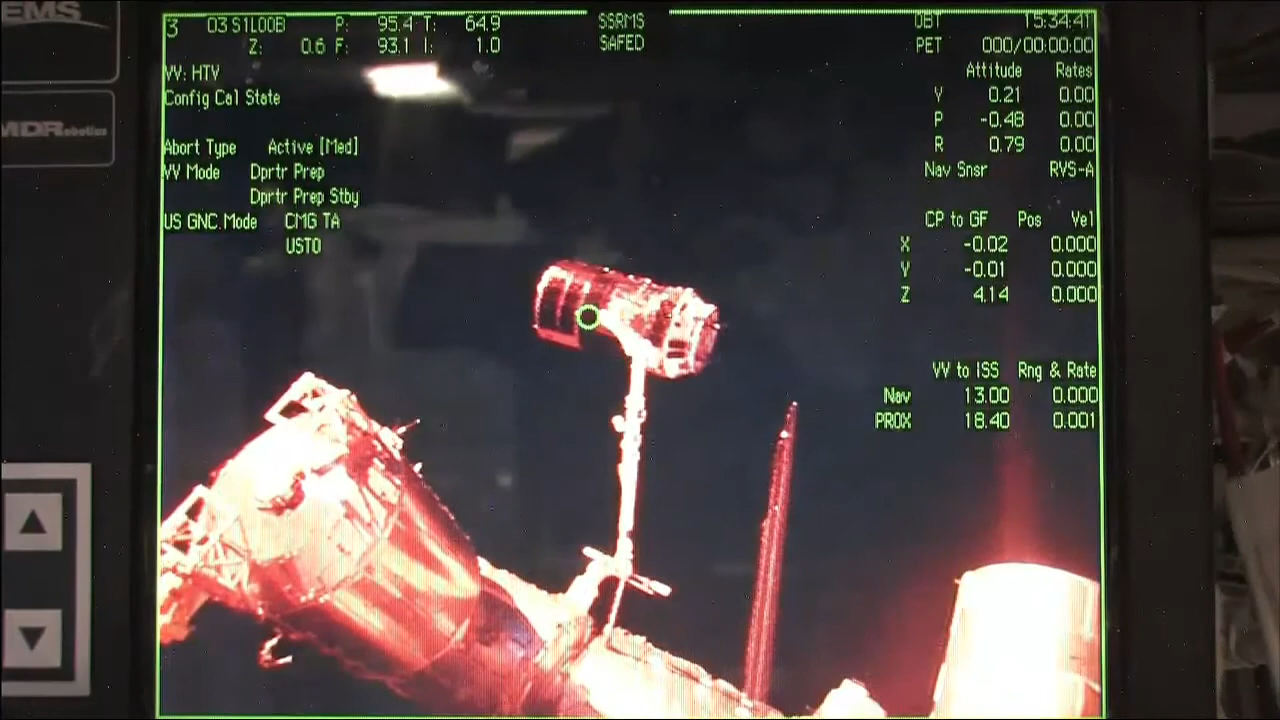 EMS
MDRobotics
3 03 S1LOOB P: 95.4 T: 64.9 SSRMS OBT 15:34:41
Z: 0.6 F: 93.1 I: 1.0 SAFED PET 000/00:00:00
VV: HTV Attitude Rates
Config Cal State Y 0.21 0.00
P -0.48 0.00
Abort Type Active [Med] R 0.79 0.00
VV Mode Dprtr Prep Nav Snsr RVS-A
Dprtr Prep Stby
US GNC Mode CMG TA CP to GF Pos Vel
USTO X -0.02 0.000
Y -0.01 0.000
Z 4.14 0.000
VV to ISS Rng & Rate
Nav 13.00 0.000
PROX 18.40 0.001